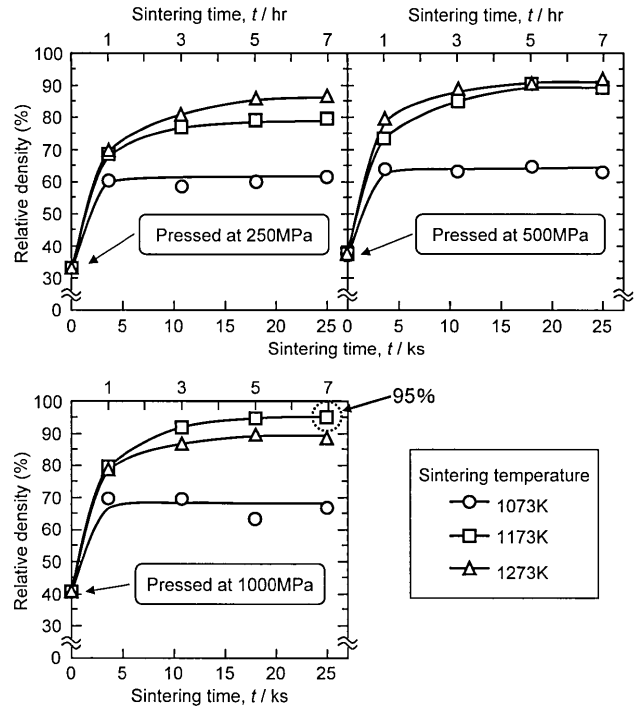 Sintering time, t / hr
Sintering time, t / hr
1 3 5 7
1 3 5 7
Relative density (%)
100
90
80
70
60
50
40
30
0
Pressed at 250MPa
Pressed at 500MPa
0 5 10 15 20 25
0 5 10 15 20 25
Sintering time, t / ks
1 3 5 7
95%
Relative density (%)
100
90
80
70
60
50
40
30
0
Pressed at 1000MPa
0 5 10 15 20 25
Sintering time, t / ks
Sintering temperature
1073K
1173K
1273K